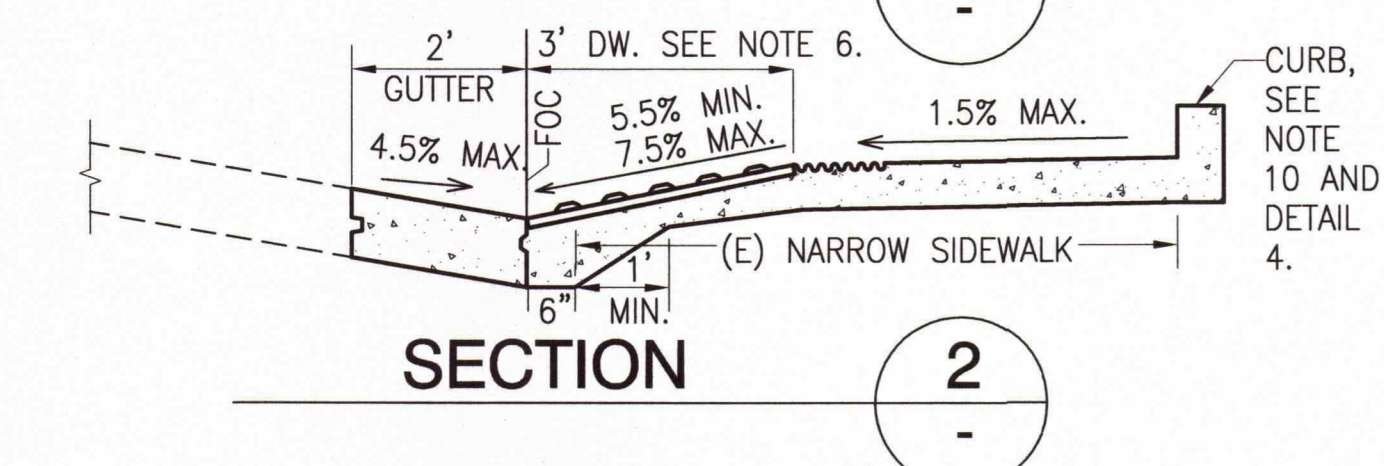 -
2'
GUTTER
3' DW. SEE NOTE 6.
FOC
5.5% MIN.
7.5% MAX.
4.5% MAX.
1.5% MAX.
CURB,
SEE
NOTE
10 AND
DETAIL
4.
(E) NARROW SIDEWALK
1'
MIN.
6"
SECTION
2
-